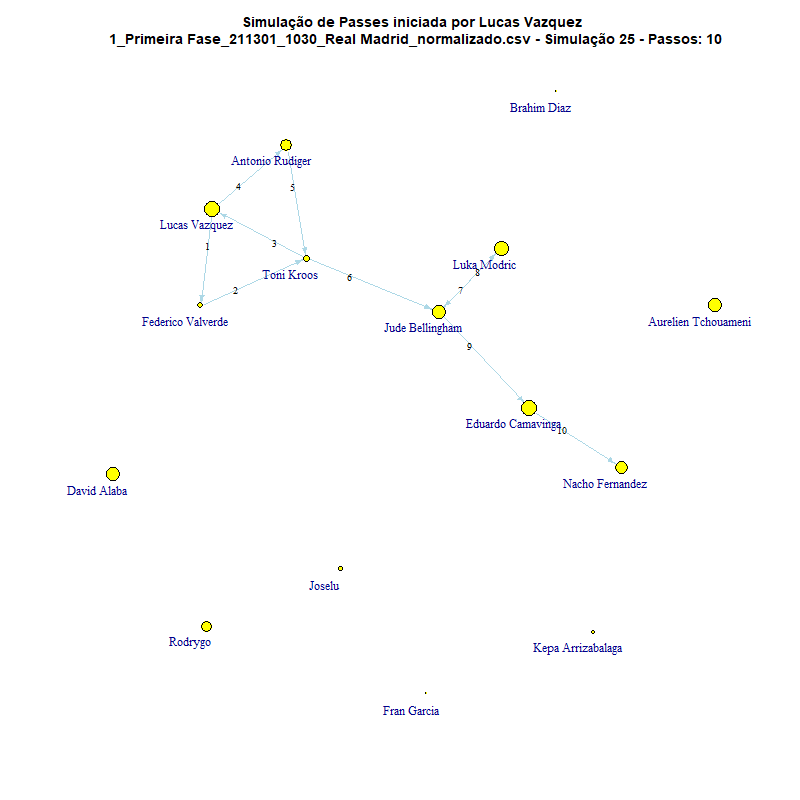 Simulação de Passes iniciada por Lucas Vazquez
1_Primeira Fase_211301_1030_Real Madrid_normalizado.csv - Simulação 25 - Passos: 10
Brahim Diaz
Antonio Rudiger
4
5
Lucas Vazquez
1
3
Luka Modric
Toni Kroos
8
6
7
2
Federico Valverde
Jude Bellingham
Aurelien Tchouameni
9
Eduardo Camavinga
10
Nacho Fernandez
David Alaba
Joselu
Rodrygo
Kepa Arrizabalaga
Fran Garcia